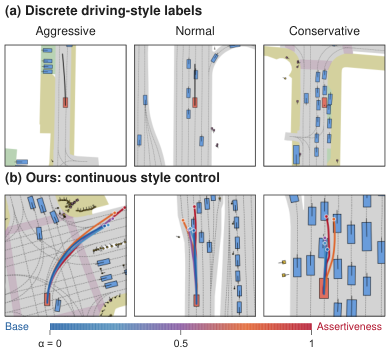 (a) Discrete driving-style labels
Aggressive Normal Conservative
(b) Ours: continuous style control
Base Assertiveness
α = 0 0.5 1